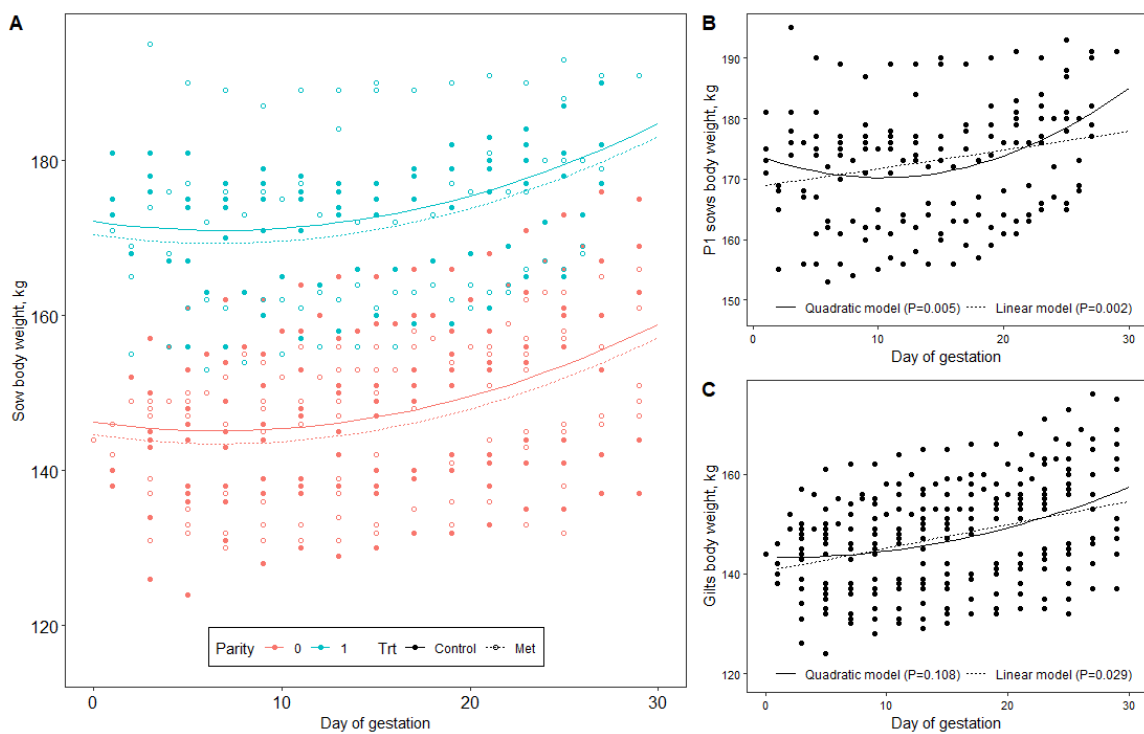 A
Sow body weight, kg
180
160
140
120
Parity 0 1 Trt Control Met
0 10 20 30
Day of gestation
B
P1 sows body weight, kg
190
180
170
160
150
Quadratic model (P=0.005) Linear model (P=0.002)
0 10 20 30
Day of gestation
C
Gilts body weight, kg
160
140
120
Quadratic model (P=0.108) Linear model (P=0.029)
0 10 20 30
Day of gestation